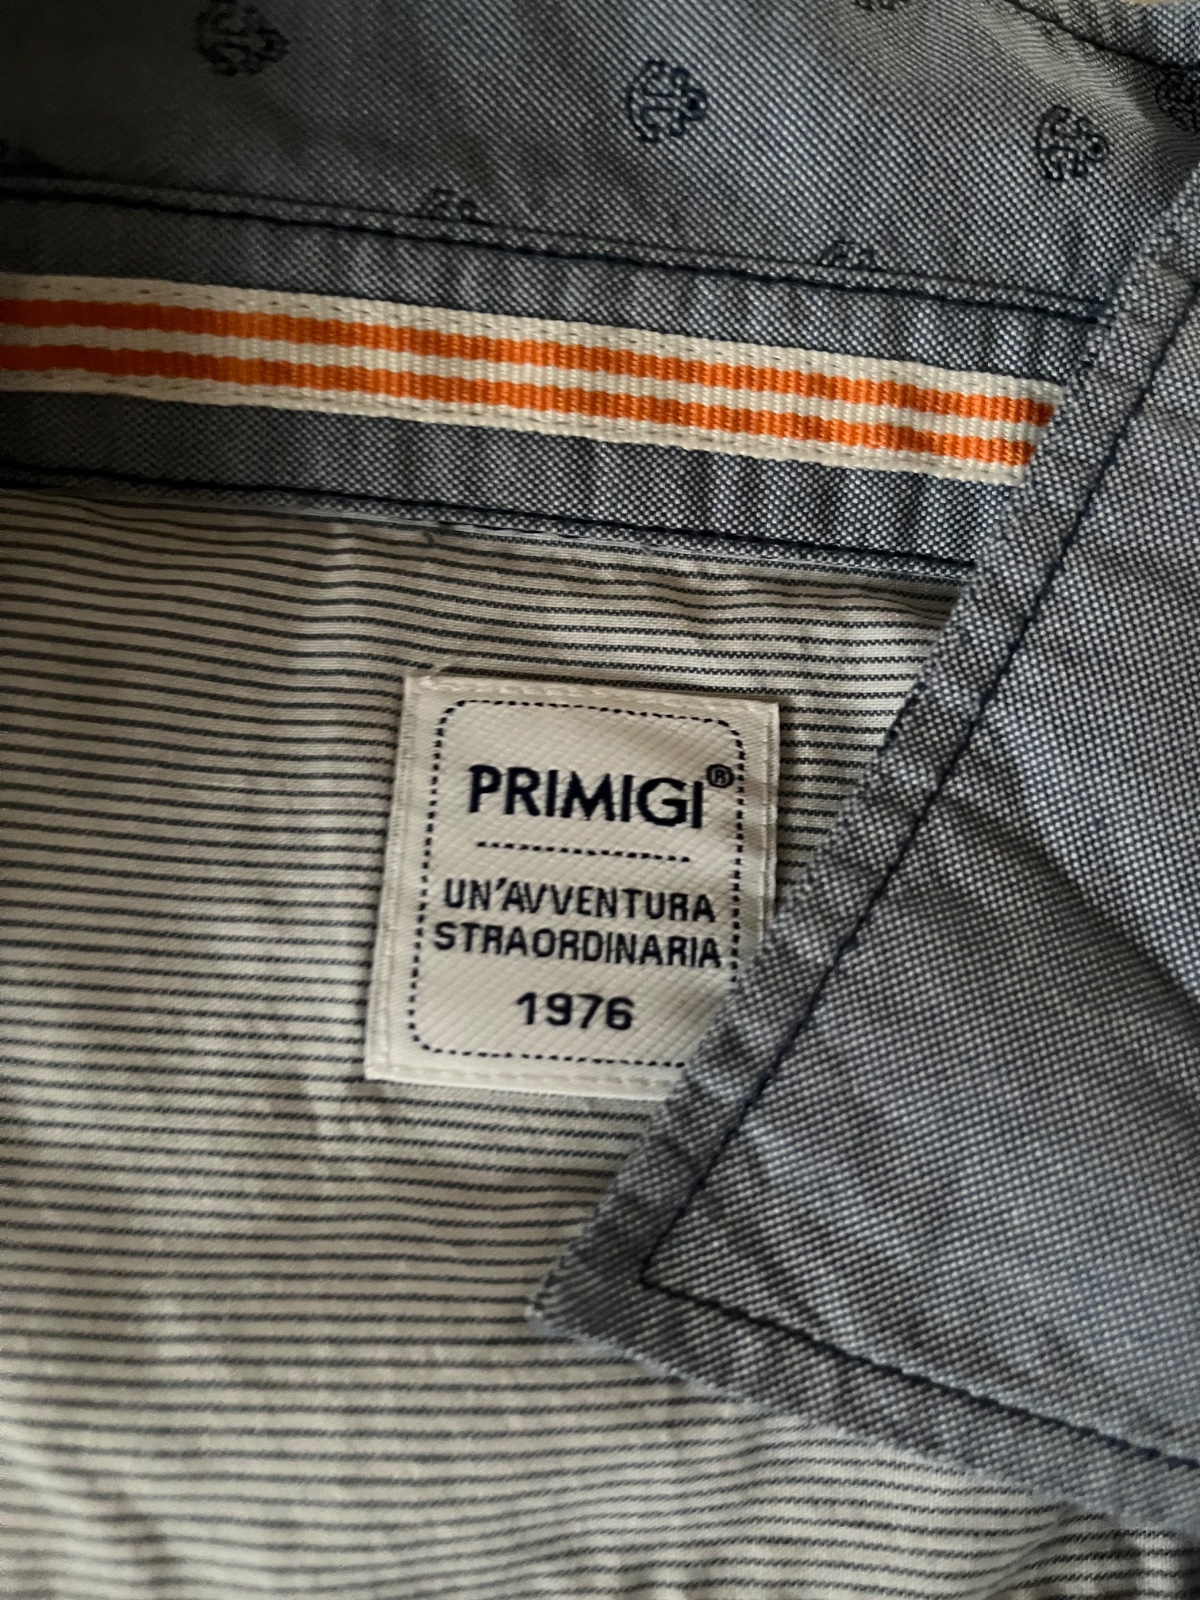 PRIMIGI®
UN'AVVENTURA
STRAORDINARIA
1976